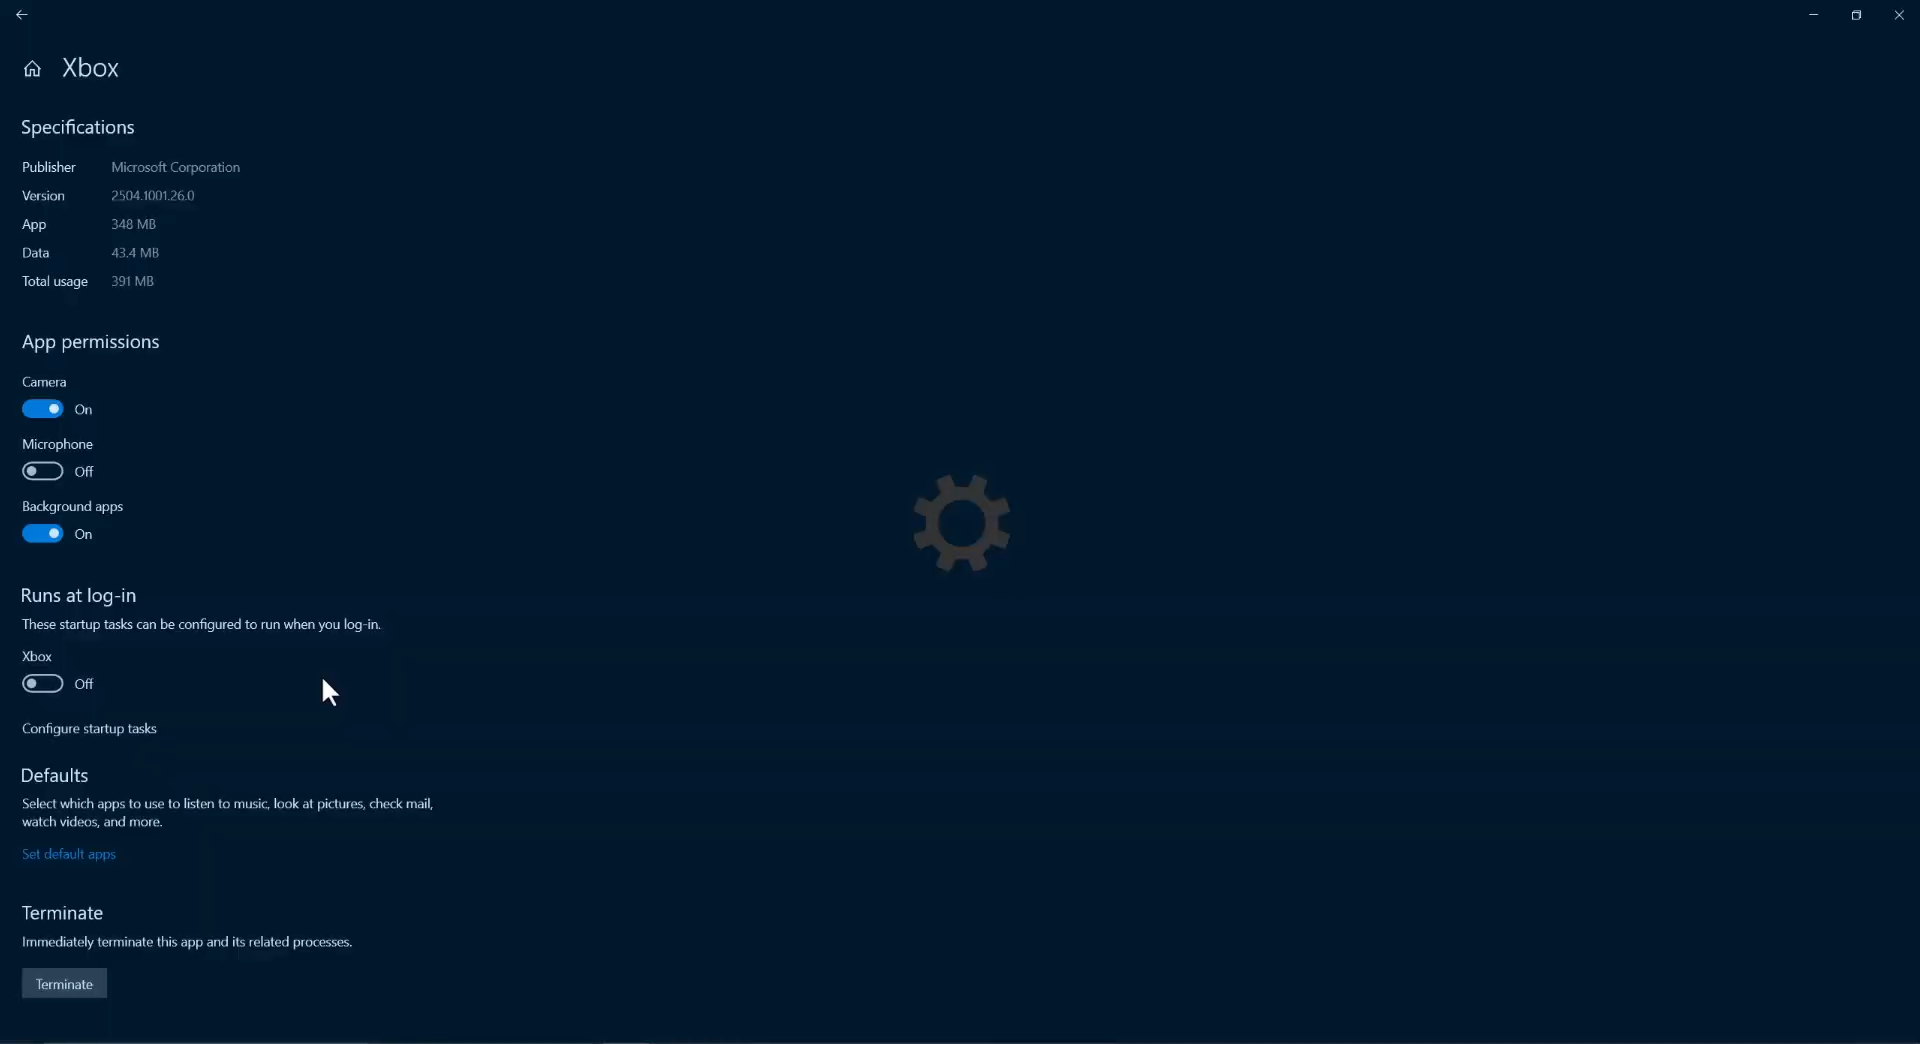 Xbox
Specifications
Publisher Microsoft Corporation
Version 2504.1001.26.0
App 348 MB
Data 43.4 MB
Total usage 391 MB
App permissions
Camera
On
Microphone
Off
Background apps
On
Runs at log-in
These startup tasks can be configured to run when you log-in.
Xbox
Off
Configure startup tasks
Defaults
Select which apps to use to listen to music, look at pictures, check mail,
watch videos, and more.
Set default apps
Terminate
Immediately terminate this app and its related processes.
Terminate